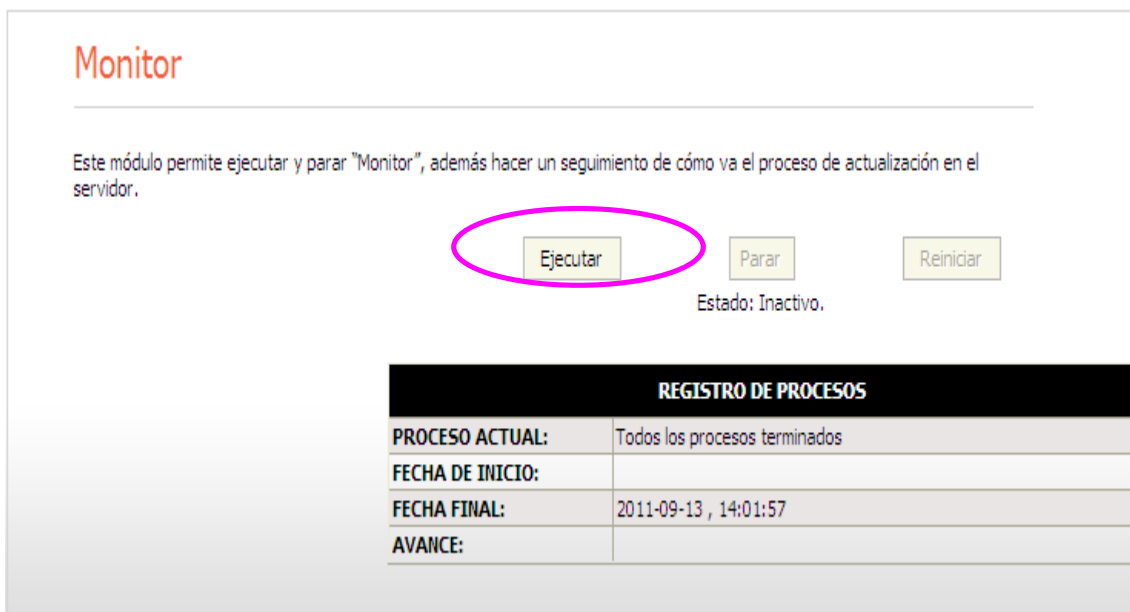 Monitor
Este módulo permite ejecutar y parar "Monitor", además hacer un seguimiento de cómo va el proceso de actualización en el
servidor.
Ejecutar Parar Reiniciar
Estado: Inactivo.
REGISTRO DE PROCESOS
PROCESO ACTUAL: Todos los procesos terminados
FECHA DE INICIO:
FECHA FINAL: 2011-09-13 , 14:01:57
AVANCE: